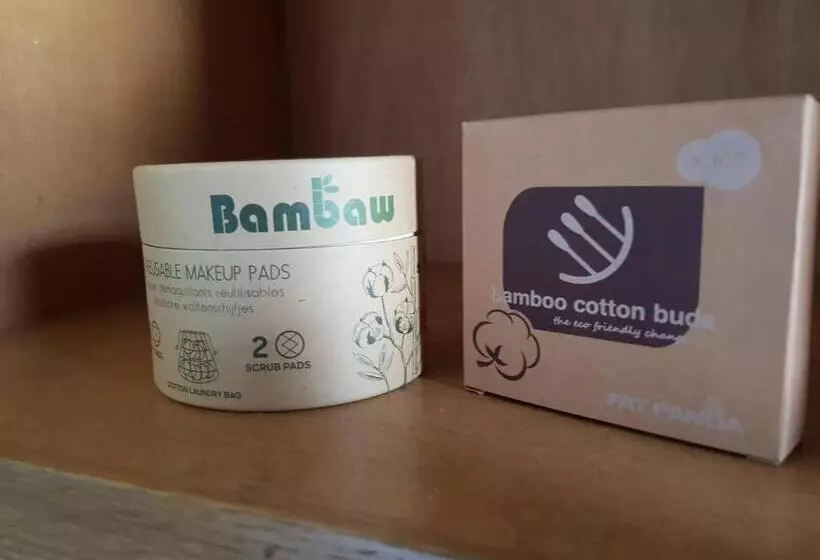 Bambaw
REUSABLE MAKEUP PADS
démaquillants réutilisables
wattenschijfjes
2
SCRUB PADS
COTTON LAUNDRY BAG
bamboo cotton buds
the eco friendly change
FAT PANDA